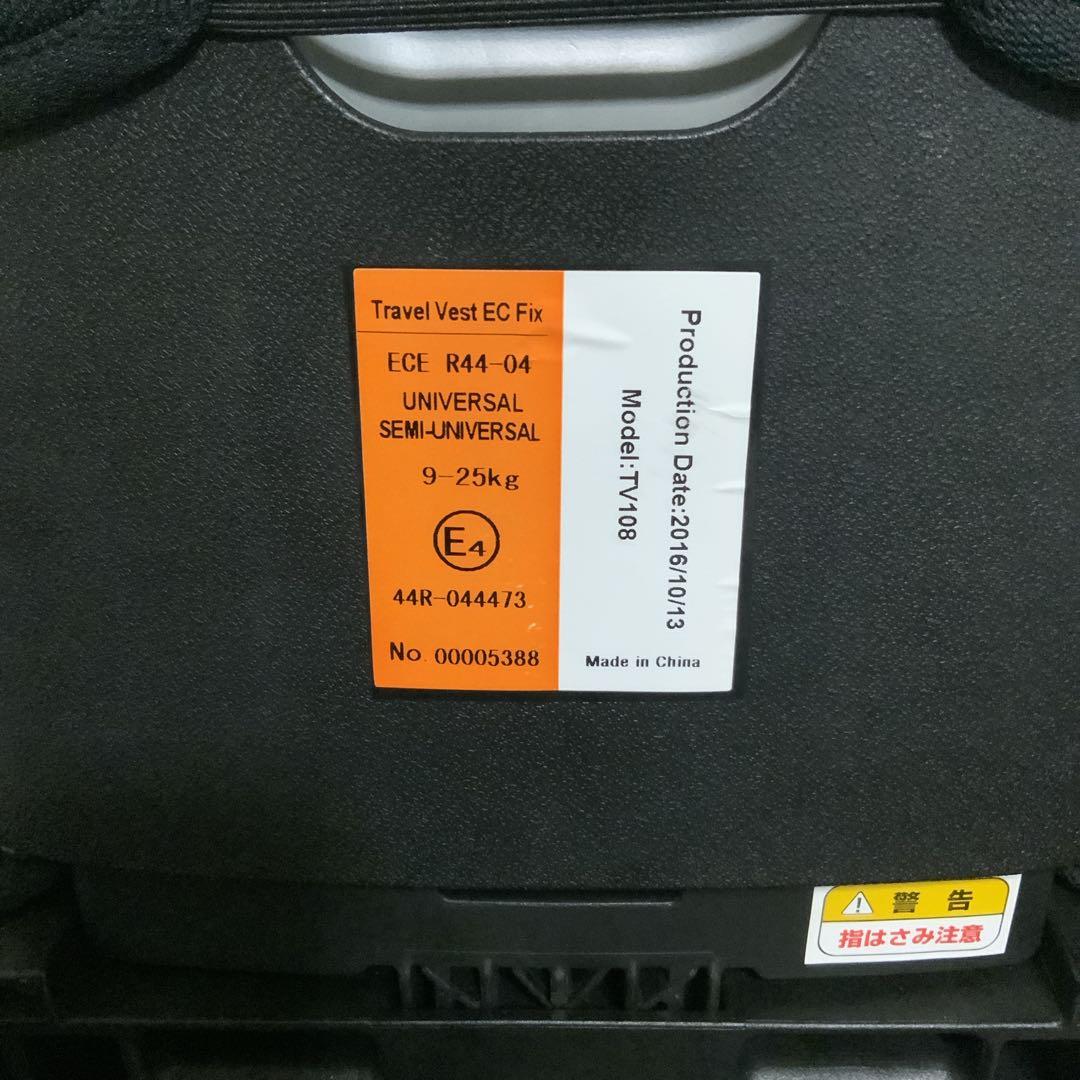 Travel Vest EC Fix
ECE R44-04
UNIVERSAL
SEMI-UNIVERSAL
9-25kg
E4
44R-044473
No. 00005388
Production Date:2016/10/13
Model:TV108
Made in China
警告
指はさみ注意